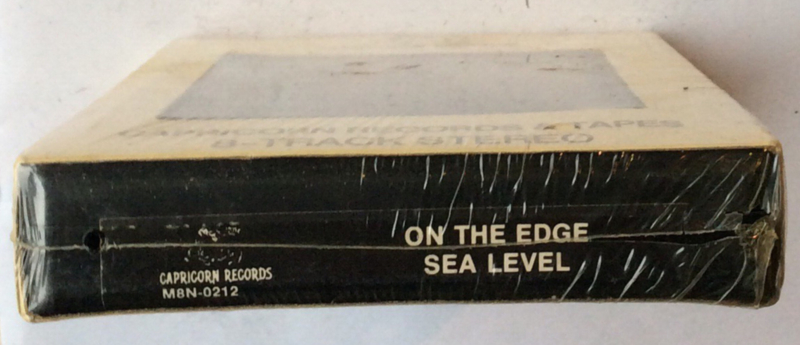 CAPRICORN RECORDS & TAPES
8-TRACK STEREO
ON THE EDGE
SEA LEVEL
CAPRICORN RECORDS
M8N-0212